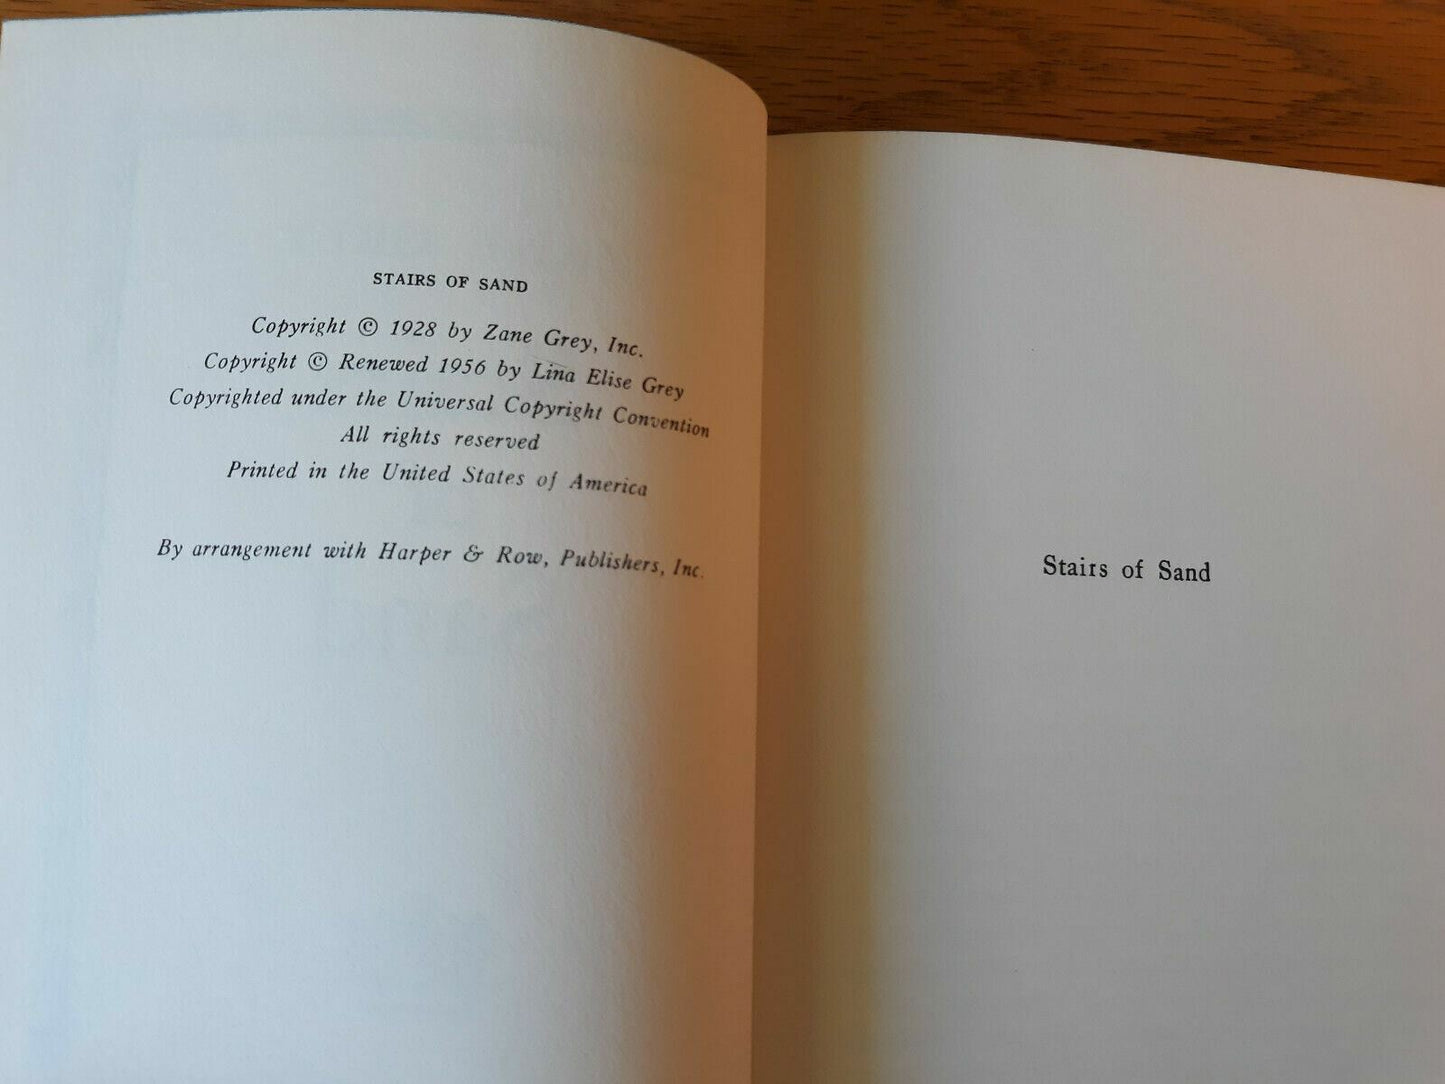 STAIRS OF SAND
Copyright © 1928 by Zane Grey, Inc.
Copyright © Renewed 1956 by Lina Elise Grey
Copyrighted under the Universal Copyright Convention
All rights reserved
Printed in the United States of America
By arrangement with Harper & Row, Publishers, Inc.
Stairs of Sand